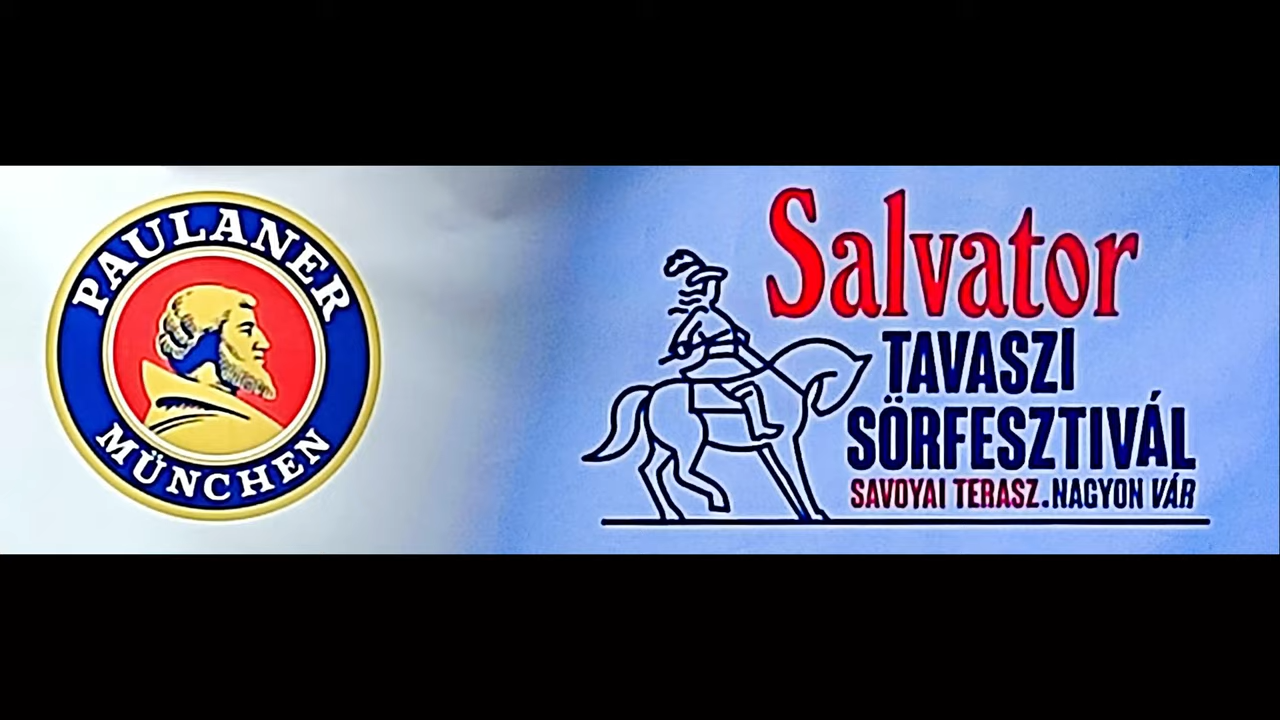 PAULANER
MÜNCHEN
Salvator
TAVASZI
SÖRFESZTIVÁL
SAVOYAI TERASZ.NAGYON VÁR